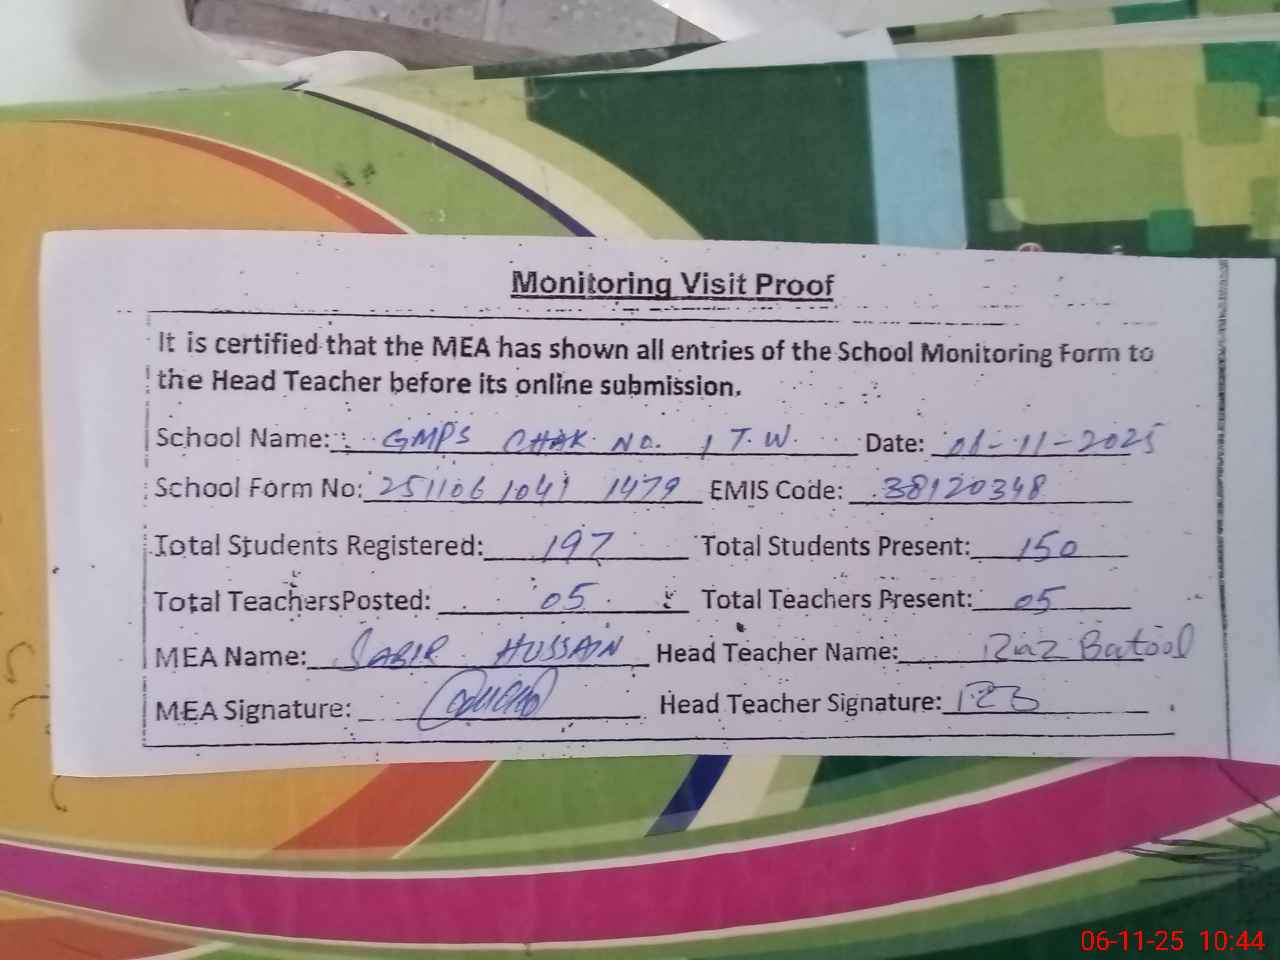 Monitoring Visit Proof
It is certified that the MEA has shown all entries of the School Monitoring Form to
the Head Teacher before its online submission.
School Name: GMPS CHAK NO. 1 T.W. Date: 06-11-2025
School Form No: 251106 1041 1479 EMIS Code: 38120348
Total Students Registered: 197 Total Students Present: 150
Total TeachersPosted: 05 Total Teachers Present: 05
MEA Name: SABIR HUSSAIN Head Teacher Name: Riaz Batool
MEA Signature: Head Teacher Signature:
06-11-25 10:44